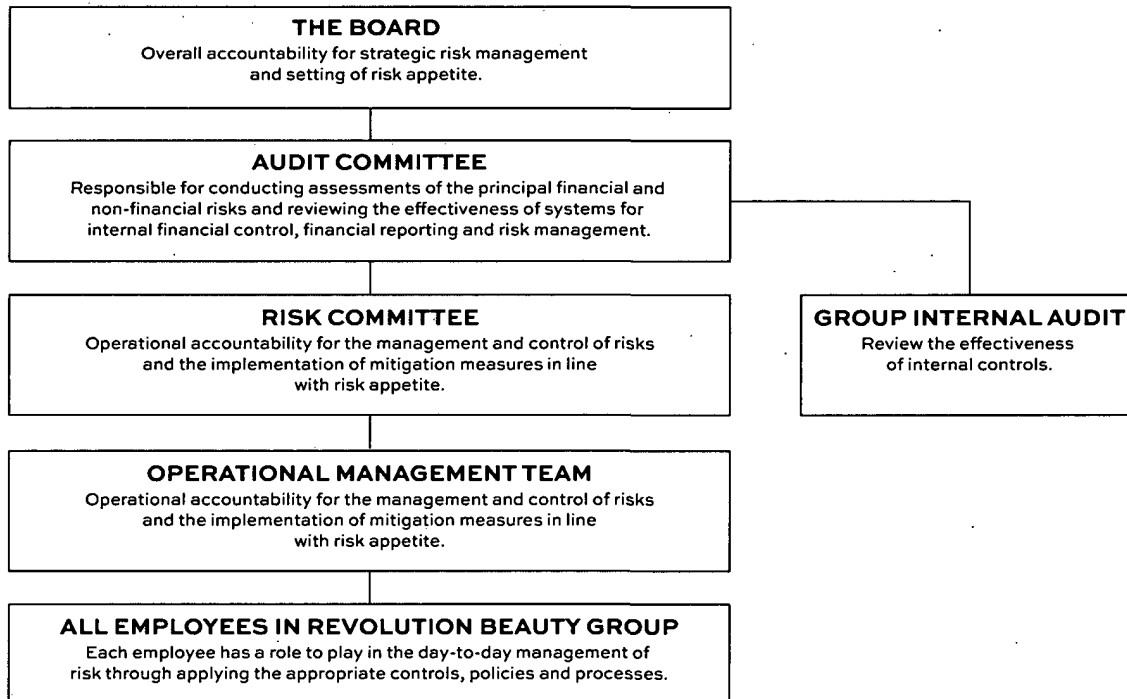 THE BOARD
Overall accountability for strategic risk management
and setting of risk appetite.
AUDIT COMMITTEE
Responsible for conducting assessments of the principal financial and
non-financial risks and reviewing the effectiveness of systems for
internal financial control, financial reporting and risk management.
RISK COMMITTEE
Operational accountability for the management and control of risks
and the implementation of mitigation measures in line
with risk appetite.
GROUP INTERNAL AUDIT
Review the effectiveness
of internal controls.
OPERATIONAL MANAGEMENT TEAM
Operational accountability for the management and control of risks
and the implementation of mitigation measures in line
with risk appetite.
ALL EMPLOYEES IN REVOLUTION BEAUTY GROUP
Each employee has a role to play in the day-to-day management of
risk through applying the appropriate controls, policies and processes.